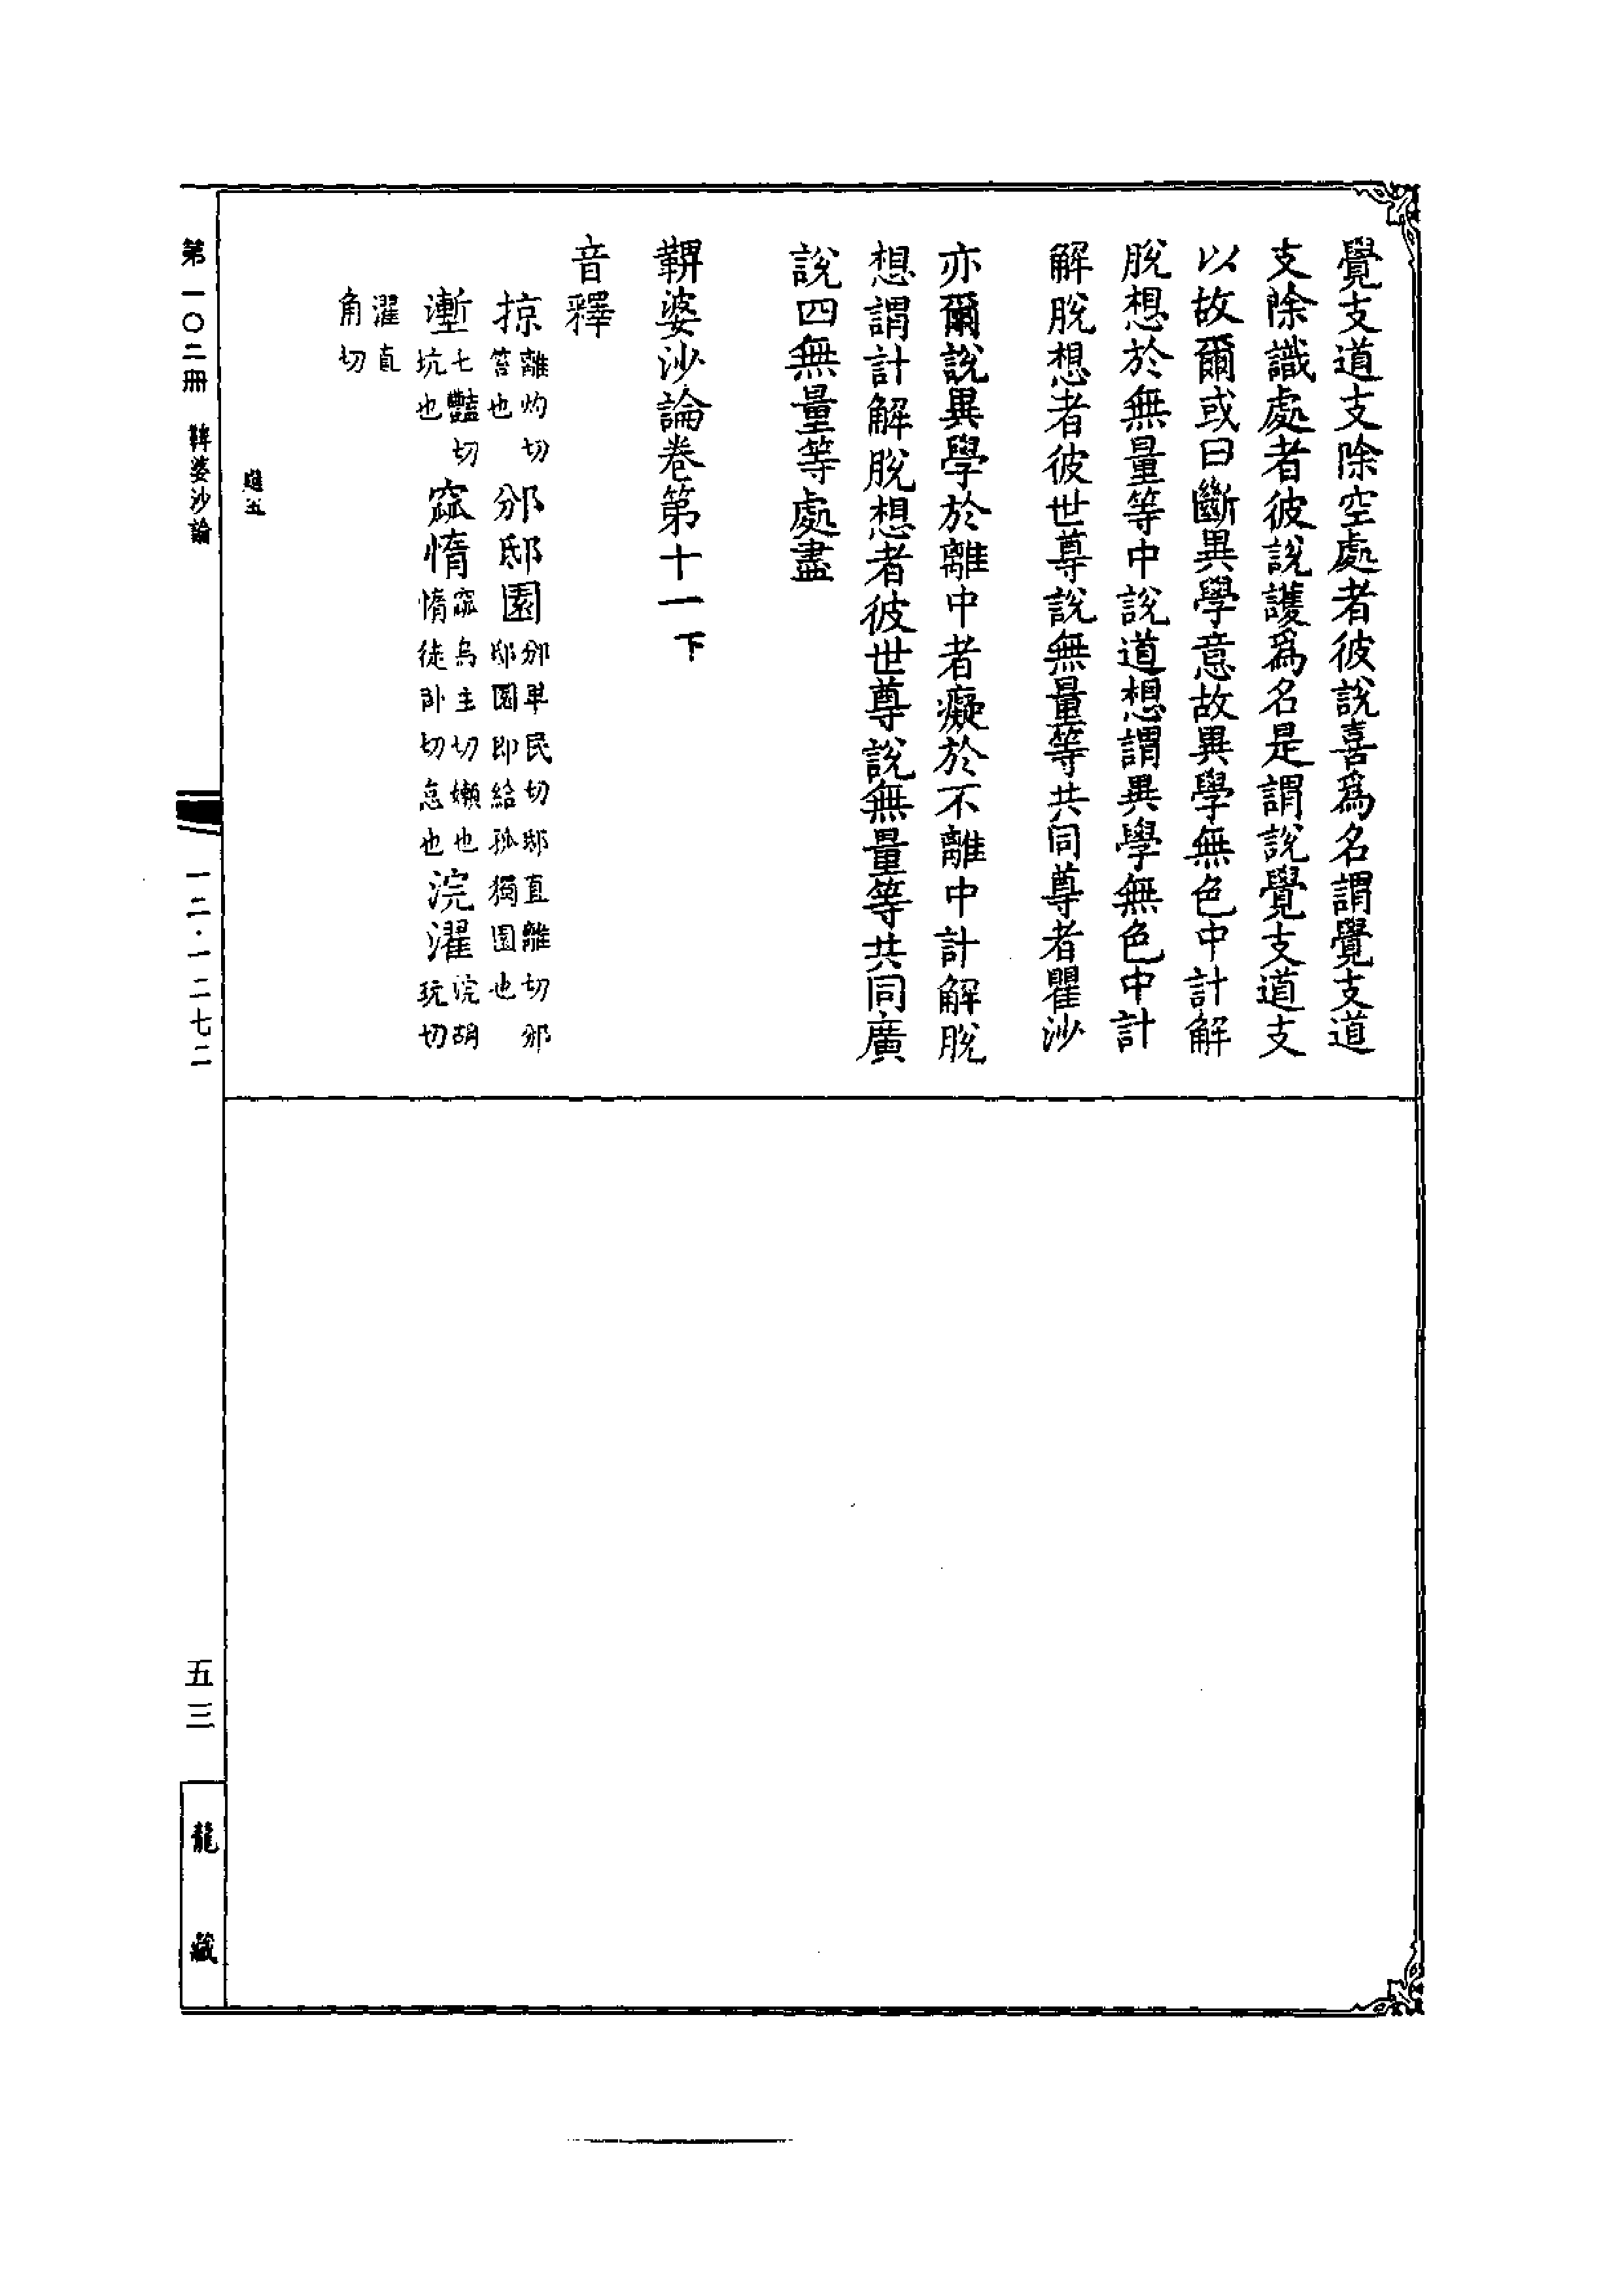 覺支道支除空處者彼說喜爲名謂覺支道
支除識處者彼說護爲名是謂說覺支道支
以故爾或曰斷異學意故異學無色中計解
脫想於無量等中說道想謂異學無色中計
解脫想者彼世尊說無量等共同尊者瞿沙
亦爾說異學於離中者癡於不離中計解脫
想謂計解脫想者彼世尊說無量等共同廣
說四無量等處盡
鞞婆沙論卷第十一下
音釋
掠離灼切笞也 邠邸園邠卑民切邸直離切邠邸園即給孤獨園也
塹七豔切坑也 窳惰窳烏主切嬾也惰徒卧切怠也 浣濯浣胡玩切
濯直角切
第一〇二冊 鞞婆沙論
一二·一二七二
五三
龍藏